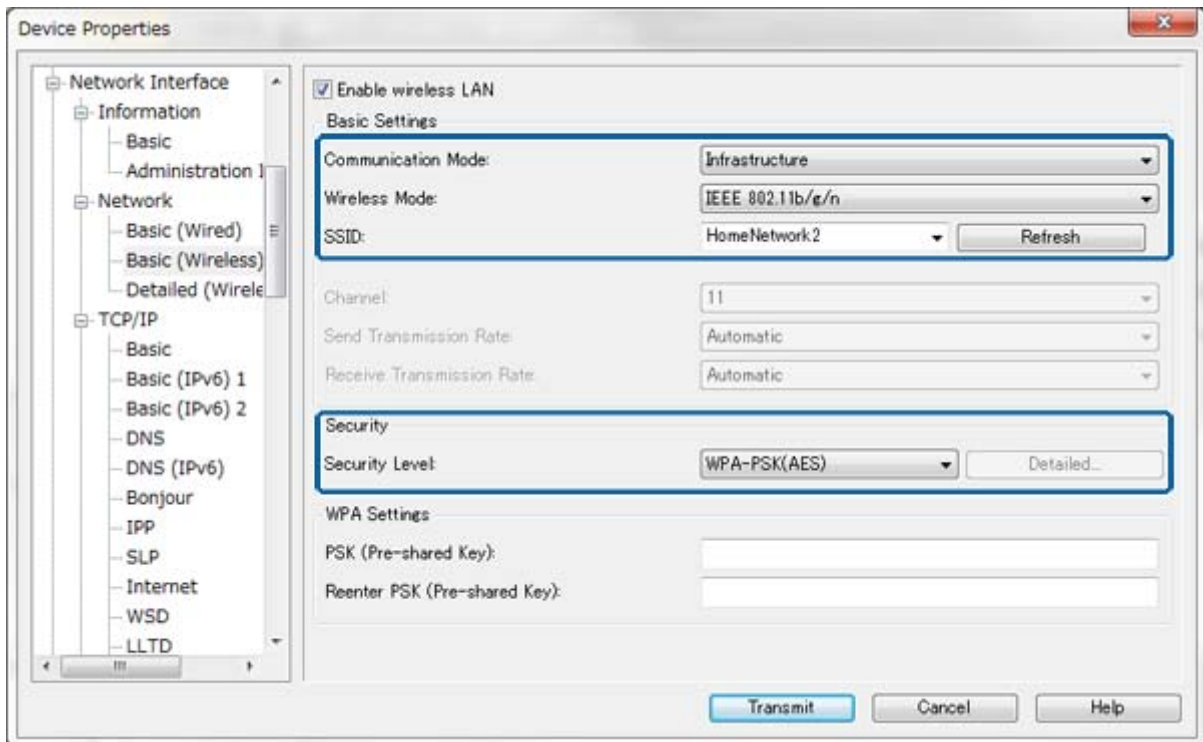 Device Properties
Network Interface
Information
Basic
Administration I
Network
Basic (Wired)
Basic (Wireless)
Detailed (Wirele
TCP/IP
Basic
Basic (IPv6) 1
Basic (IPv6) 2
DNS
DNS (IPv6)
Bonjour
IPP
SLP
Internet
WSD
LLTD
Enable wireless LAN
Basic Settings
Communication Mode: Infrastructure
Wireless Mode: IEEE 802.11b/g/n
SSID: HomeNetwork2 Refresh
Channel: 11
Send Transmission Rate: Automatic
Receive Transmission Rate: Automatic
Security
Security Level: WPA-PSK(AES) Detailed...
WPA Settings
PSK (Pre-shared Key):
Reenter PSK (Pre-shared Key):
Transmit Cancel Help